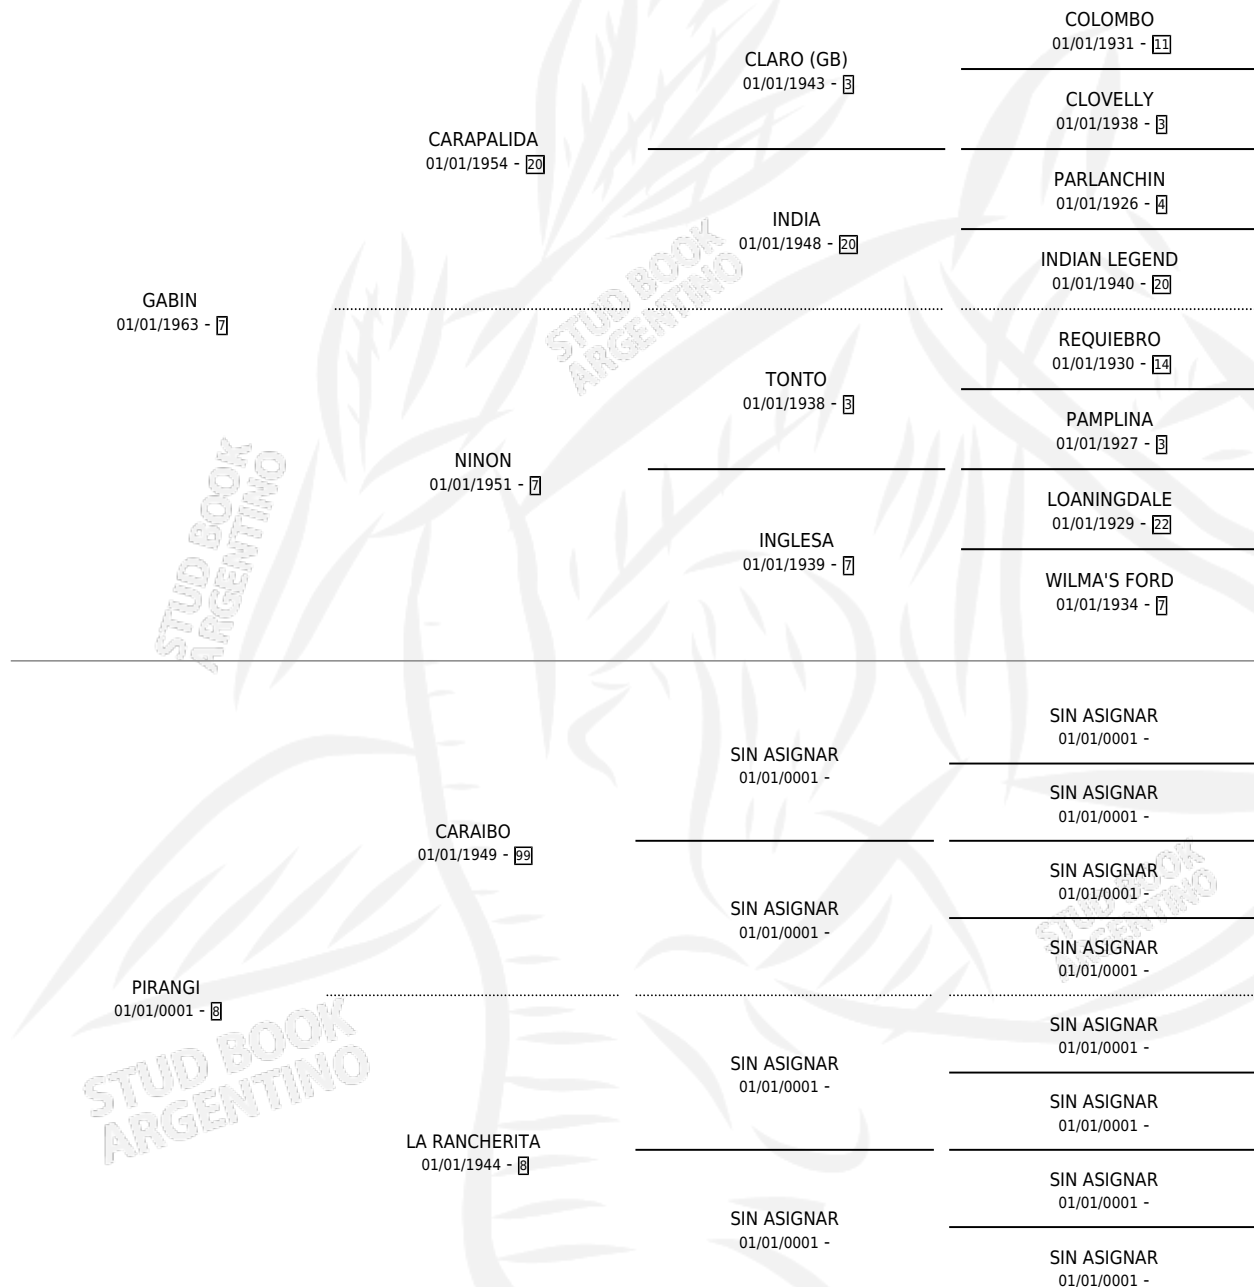 COLOMBO
01/01/1931 - 11
CLARO (GB)
01/01/1943 - 3
CLOVELLY
01/01/1938 - 3
CARAPALIDA
01/01/1954 - 20
PARLANCHIN
01/01/1926 - 4
INDIA
01/01/1948 - 20
INDIAN LEGEND
01/01/1940 - 20
GABIN
01/01/1963 - 7
REQUIEBRO
01/01/1930 - 14
TONTO
01/01/1938 - 3
PAMPLINA
01/01/1927 - 3
NINON
01/01/1951 - 7
LOANINGDALE
01/01/1929 - 22
INGLESA
01/01/1939 - 7
WILMA'S FORD
01/01/1934 - 7
SIN ASIGNAR
01/01/0001 -
SIN ASIGNAR
01/01/0001 -
SIN ASIGNAR
01/01/0001 -
CARAIBO
01/01/1949 - 99
SIN ASIGNAR
01/01/0001 -
SIN ASIGNAR
01/01/0001 -
SIN ASIGNAR
01/01/0001 -
PIRANGI
01/01/0001 - 8
SIN ASIGNAR
01/01/0001 -
SIN ASIGNAR
01/01/0001 -
SIN ASIGNAR
01/01/0001 -
LA RANCHERITA
01/01/1944 - 8
SIN ASIGNAR
01/01/0001 -
SIN ASIGNAR
01/01/0001 -
SIN ASIGNAR
01/01/0001 -
STUD BOOK
ARGENTINO
STUD BOOK
ARGENTINO
STUD BOOK
ARGENTINO
STUD BOOK
ARGENTINO